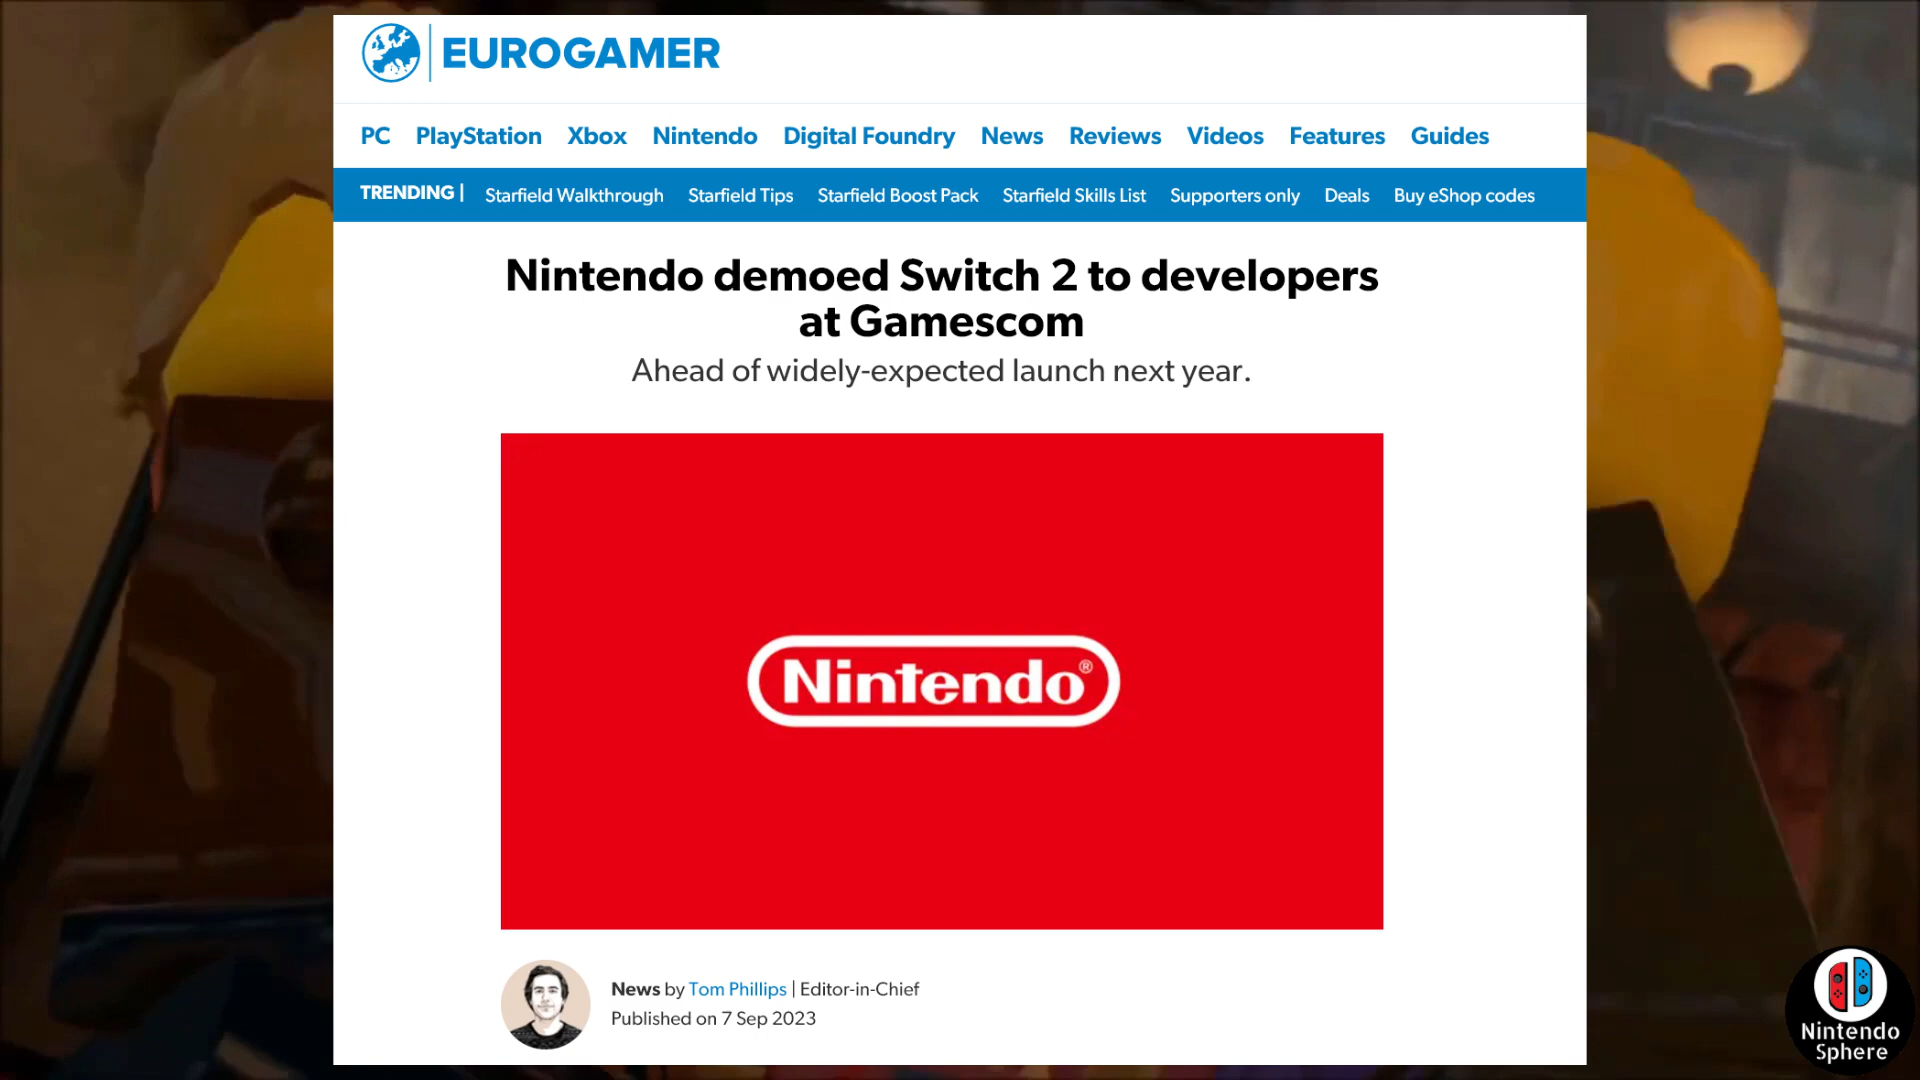 EUROGAMER
PC PlayStation Xbox Nintendo Digital Foundry News Reviews Videos Features Guides
TRENDING | Starfield Walkthrough Starfield Tips Starfield Boost Pack Starfield Skills List Supporters only Deals Buy eShop codes
Nintendo demoed Switch 2 to developers
at Gamescom
Ahead of widely-expected launch next year.
Nintendo®
News by Tom Phillips | Editor-in-Chief
Published on 7 Sep 2023
Nintendo
Sphere